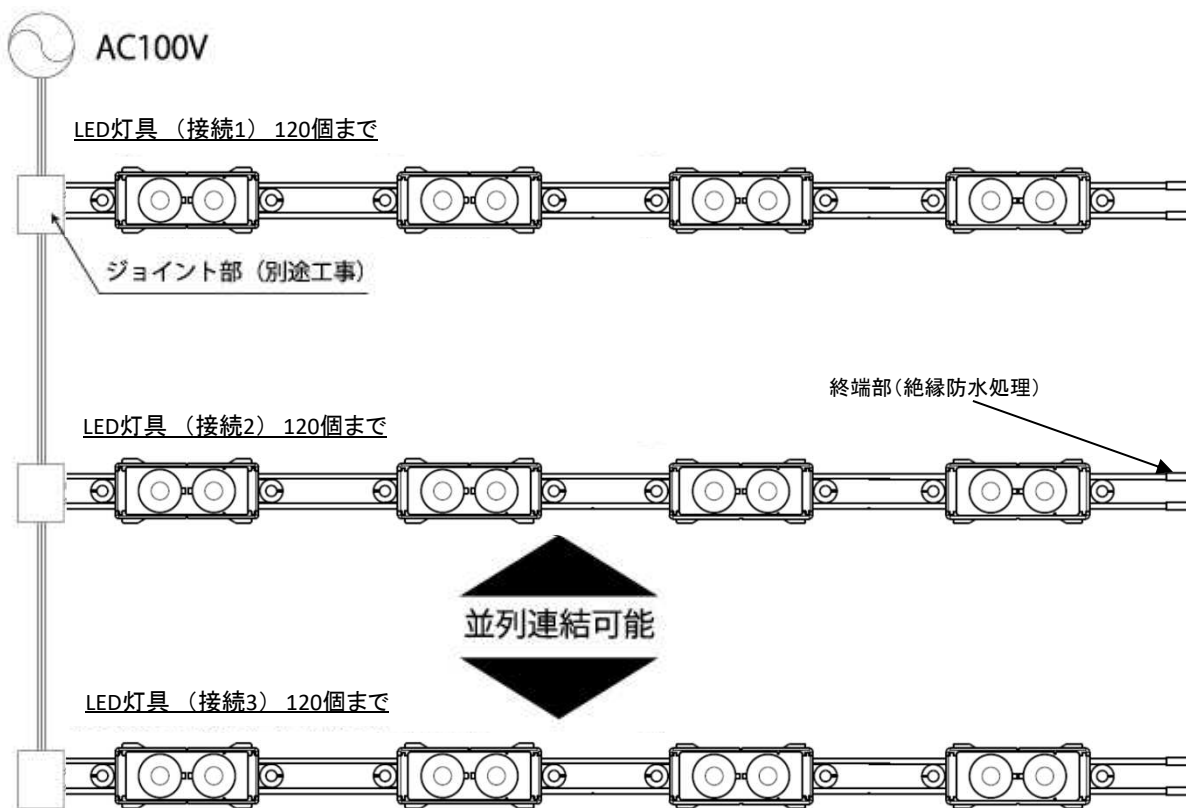 AC100V
LED灯具 （接続1） 120個まで
ジョイント部（別途工事）
終端部（絶縁防水処理）
LED灯具 （接続2） 120個まで
並列連結可能
LED灯具 （接続3） 120個まで